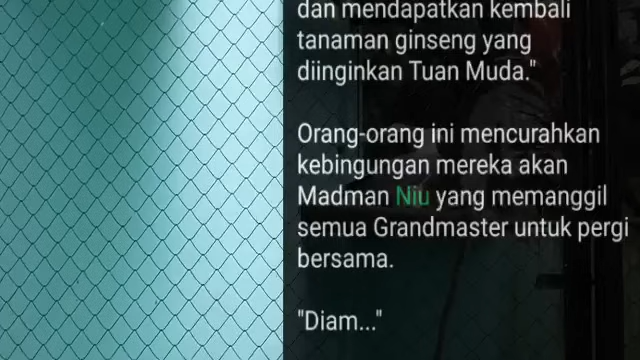 dan mendapatkan kembali
tanaman ginseng yang
diinginkan Tuan Muda."
Orang-orang ini mencurahkan
kebingungan mereka akan
Madman Niu yang memanggil
semua Grandmaster untuk pergi
bersama.
"Diam..."